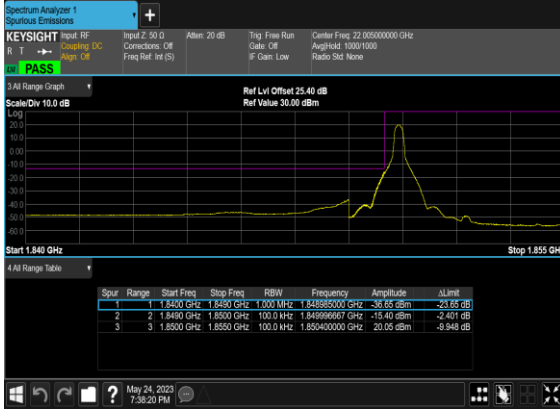 Spectrum Analyzer 1
Spurious Emissions
+
KEYSIGHT Input: RF Input Z: 50 Ω Atten: 20 dB Trig: Free Run Center Freq: 22.005000000 GHz
R T Coupling: DC Corrections: Off Gate: Off Avg|Hold: 1000/1000
Align: Off Freq Ref: Int (S) IF Gain: Low Radio Std: None
PASS
3 All Range Graph
Ref Lvl Offset 25.40 dB
Scale/Div 10.0 dB Ref Value 30.00 dBm
Log
20.0
10.0
0.00
-10.0
-20.0
-30.0
-40.0
-50.0
-60.0
Start 1.840 GHz Stop 1.855 GH
4 All Range Table
Spur Range Start Freq Stop Freq RBW Frequency Amplitude ΔLimit
1 1 1.8400 GHz 1.8490 GHz 1.000 MHz 1.848985000 GHz -36.65 dBm -23.65 dB
2 2 1.8490 GHz 1.8500 GHz 100.0 kHz 1.849996667 GHz -15.40 dBm -2.401 dB
3 3 1.8500 GHz 1.8550 GHz 100.0 kHz 1.850400000 GHz 20.05 dBm -9.948 dB
? May 24, 2023
7:38:20 PM